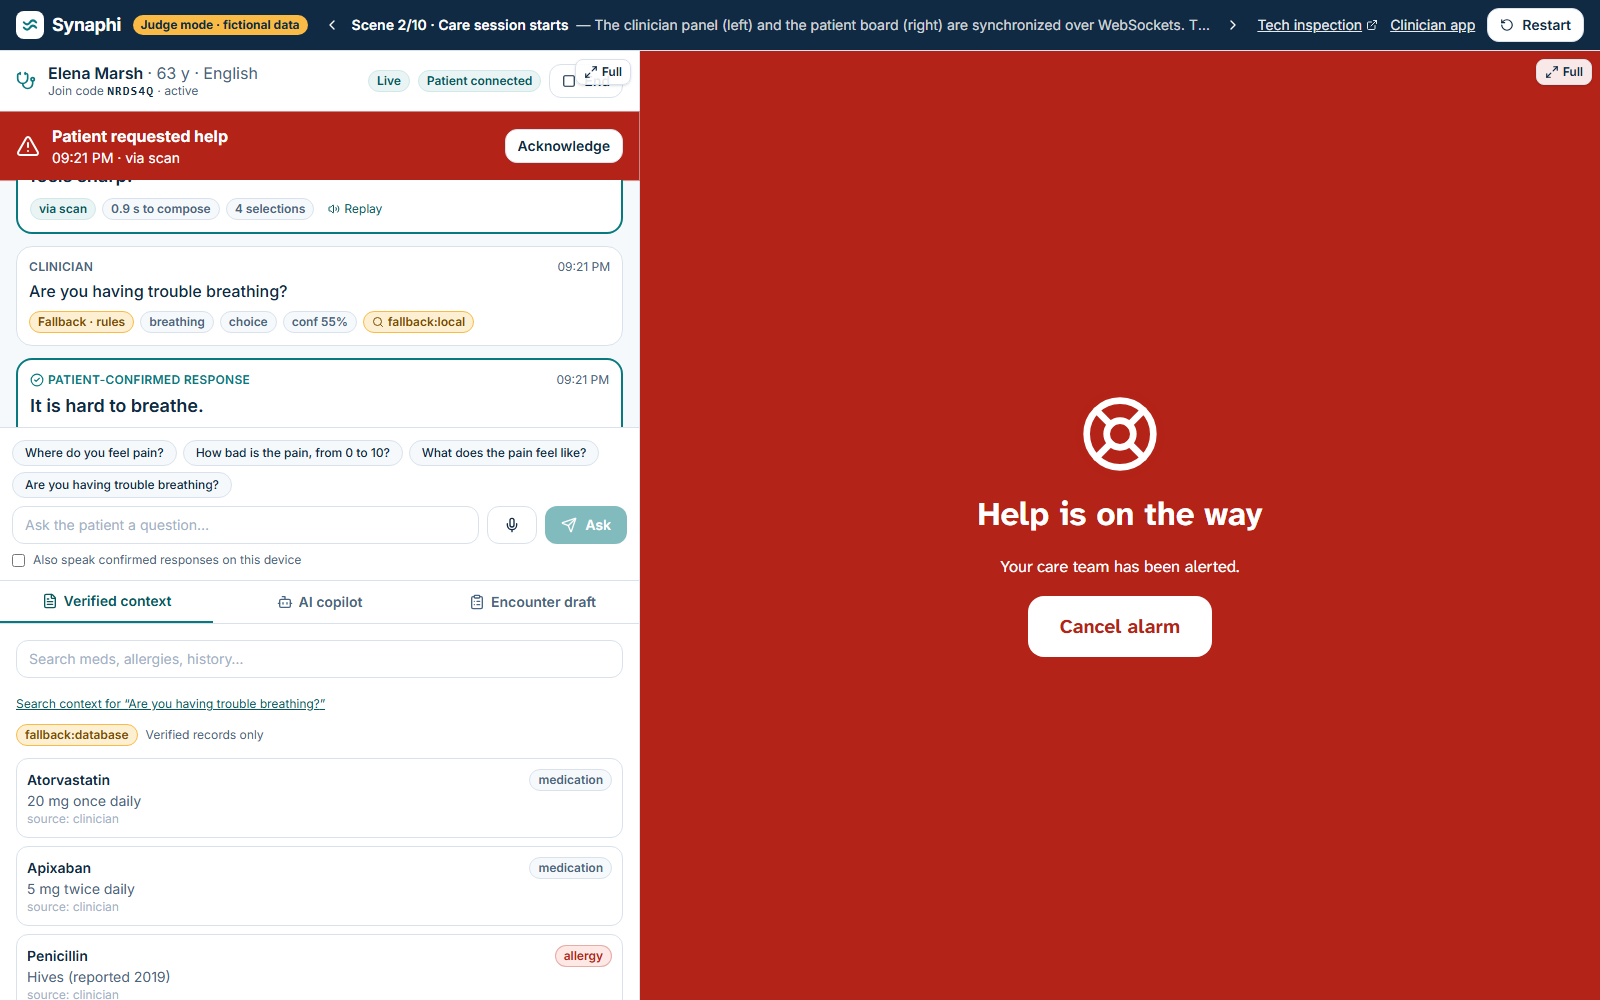 Synaphi
Judge mode · fictional data
Scene 2/10 · Care session starts — The clinician panel (left) and the patient board (right) are synchronized over WebSockets. T...
Tech inspection
Clinician app
Restart
Elena Marsh · 63 y · English
Join code NRDS4Q · active
Live
Patient connected
Full
Full
Patient requested help
09:21 PM · via scan
Acknowledge
via scan
0.9 s to compose
4 selections
Replay
CLINICIAN
09:21 PM
Are you having trouble breathing?
Fallback · rules
breathing
choice
conf 55%
fallback:local
PATIENT-CONFIRMED RESPONSE
09:21 PM
It is hard to breathe.
Where do you feel pain?
How bad is the pain, from 0 to 10?
What does the pain feel like?
Are you having trouble breathing?
Ask the patient a question...
Ask
Also speak confirmed responses on this device
Verified context
AI copilot
Encounter draft
Search meds, allergies, history...
Search context for “Are you having trouble breathing?”
fallback:database
Verified records only
Atorvastatin
medication
20 mg once daily
source: clinician
Apixaban
medication
5 mg twice daily
source: clinician
Penicillin
allergy
Hives (reported 2019)
source: clinician
Help is on the way
Your care team has been alerted.
Cancel alarm